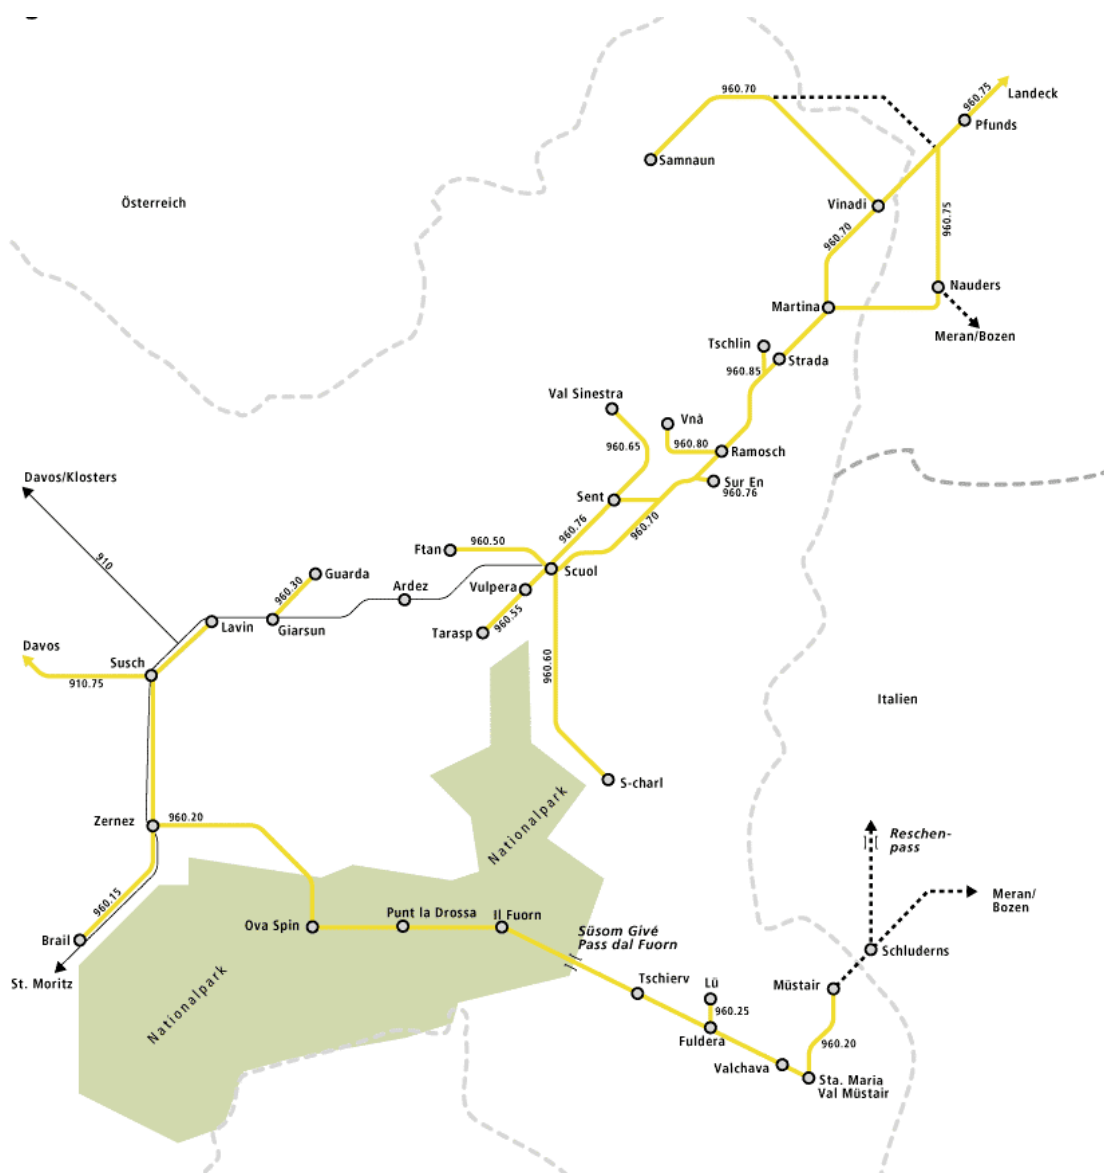 960.70
960.75
Landeck
Pfunds
Samnaun
Österreich
Vinadi
960.70
960.75
Nauders
Martina
Meran/Bozen
Tschlin
Strada
960.85
Val Sinestra
Vnà
960.65
960.80
Ramosch
Davos/Klosters
Sur En
960.76
Sent
960.76
960.70
910
Ftan
960.50
Scuol
Guarda
960.30
Ardez
Vulpera
Lavin
Giarsun
Tarasp
960.55
Davos
Susch
960.60
910.75
Italien
S-charl
Zernez
960.20
Nationalpark
Reschen-
pass
Meran/
Bozen
960.15
Brail
Ova Spin
Punt la Drossa
Il Fuorn
Süsom Givé
Pass dal Fuorn
Schluderns
St. Moritz
Nationalpark
Tschierv
Lü
Müstair
960.25
Fuldera
960.20
Valchava
Sta. Maria
Val Müstair